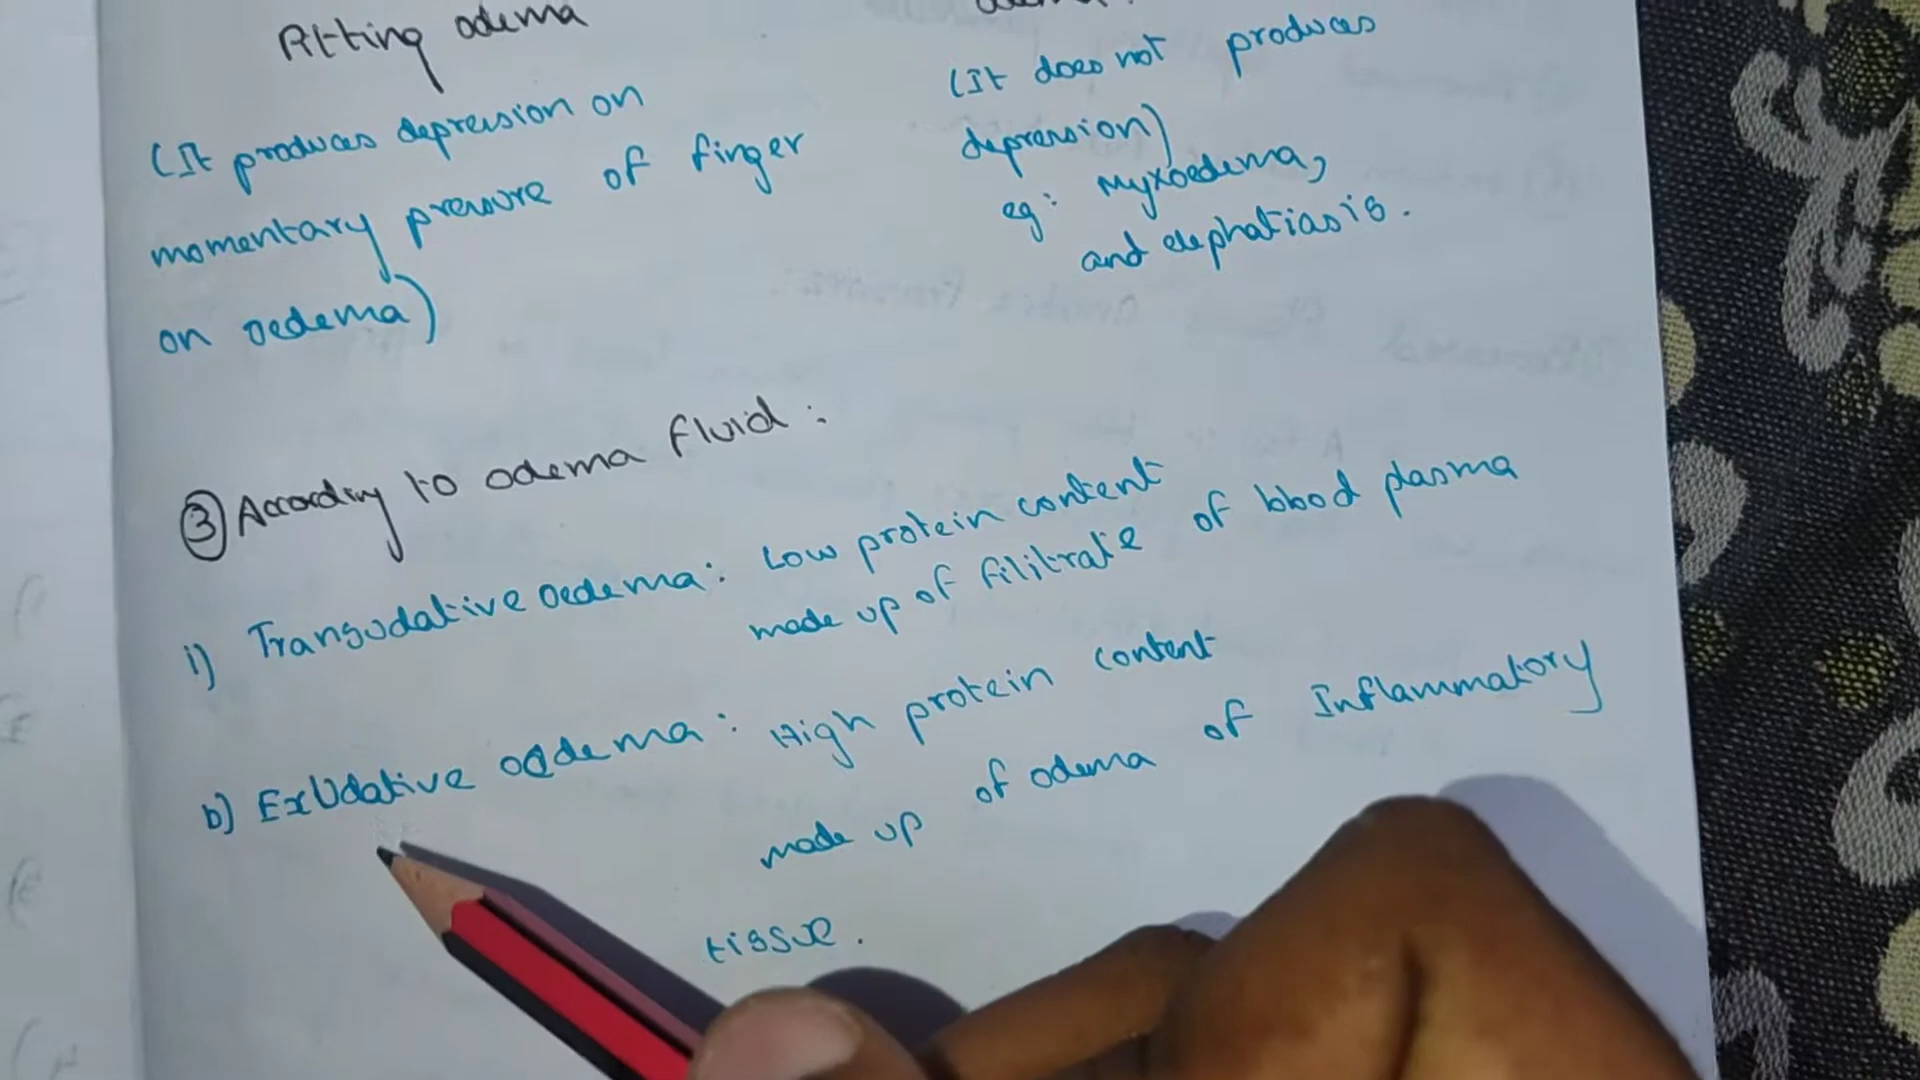 Pitting odema
(It produces depression on
momentary pressure of finger
on oedema)
odema:
(It does not produces
depression)
eg: Myxoedema,
and elephatiasis.
③ According to odema fluid:
i) Transudative oedema: Low protein content
made up of filitrate of blood plasma
b) Exudative oedema: High protein content
made up of odema of Inflammatory
tissue.